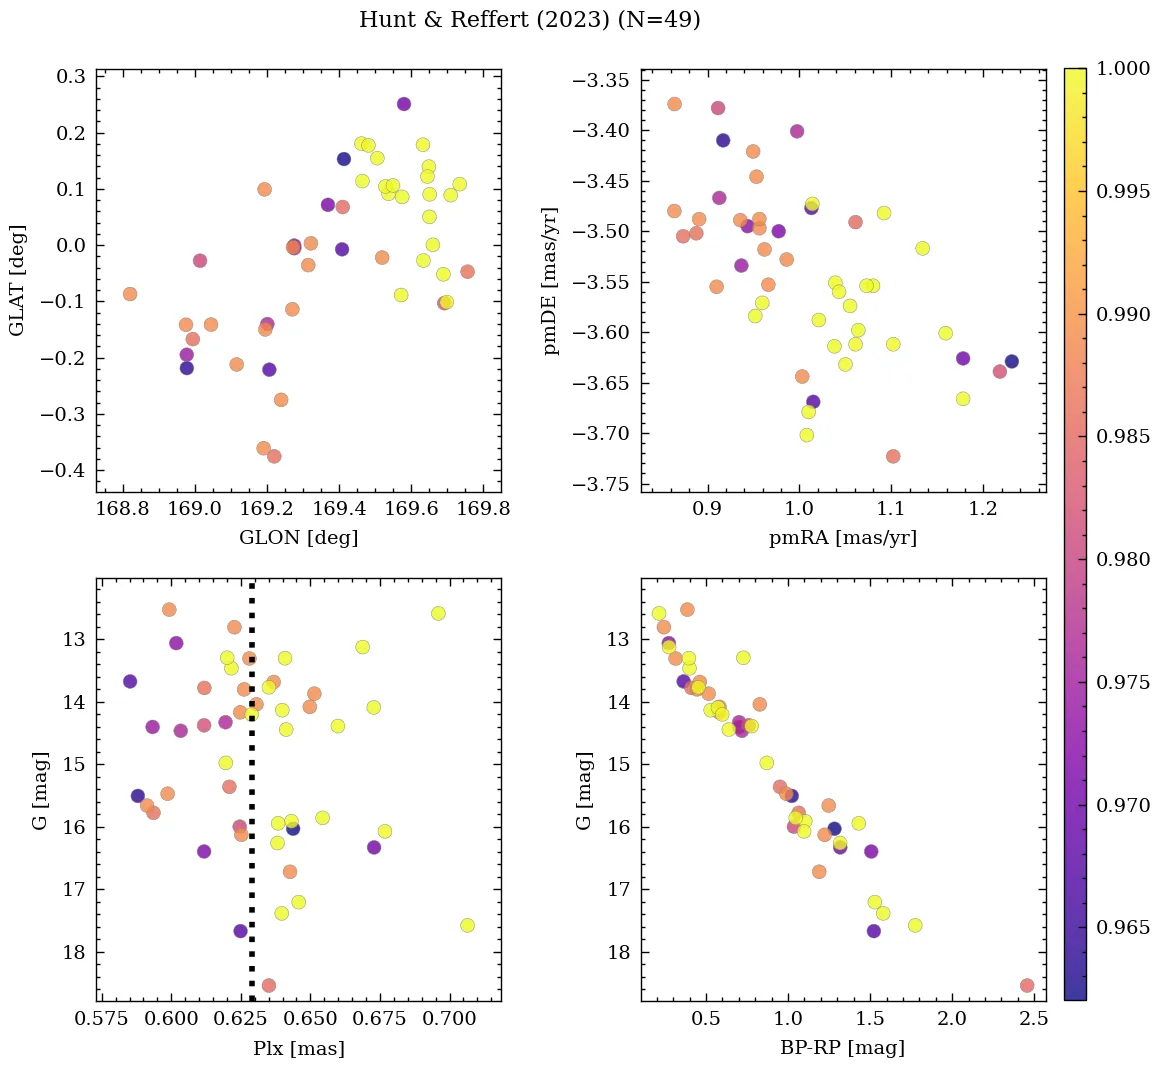 Hunt & Reffert (2023) (N=49)
0.3
0.2
0.1
0.0
−0.1
−0.2
−0.3
−0.4
GLAT [deg]
168.8 169.0 169.2 169.4 169.6 169.8
GLON [deg]
−3.35
−3.40
−3.45
−3.50
−3.55
−3.60
−3.65
−3.70
−3.75
pmDE [mas/yr]
0.9 1.0 1.1 1.2
pmRA [mas/yr]
13
14
15
16
17
18
G [mag]
0.575 0.600 0.625 0.650 0.675 0.700
Plx [mas]
13
14
15
16
17
18
G [mag]
0.5 1.0 1.5 2.0 2.5
BP-RP [mag]
1.000
0.995
0.990
0.985
0.980
0.975
0.970
0.965